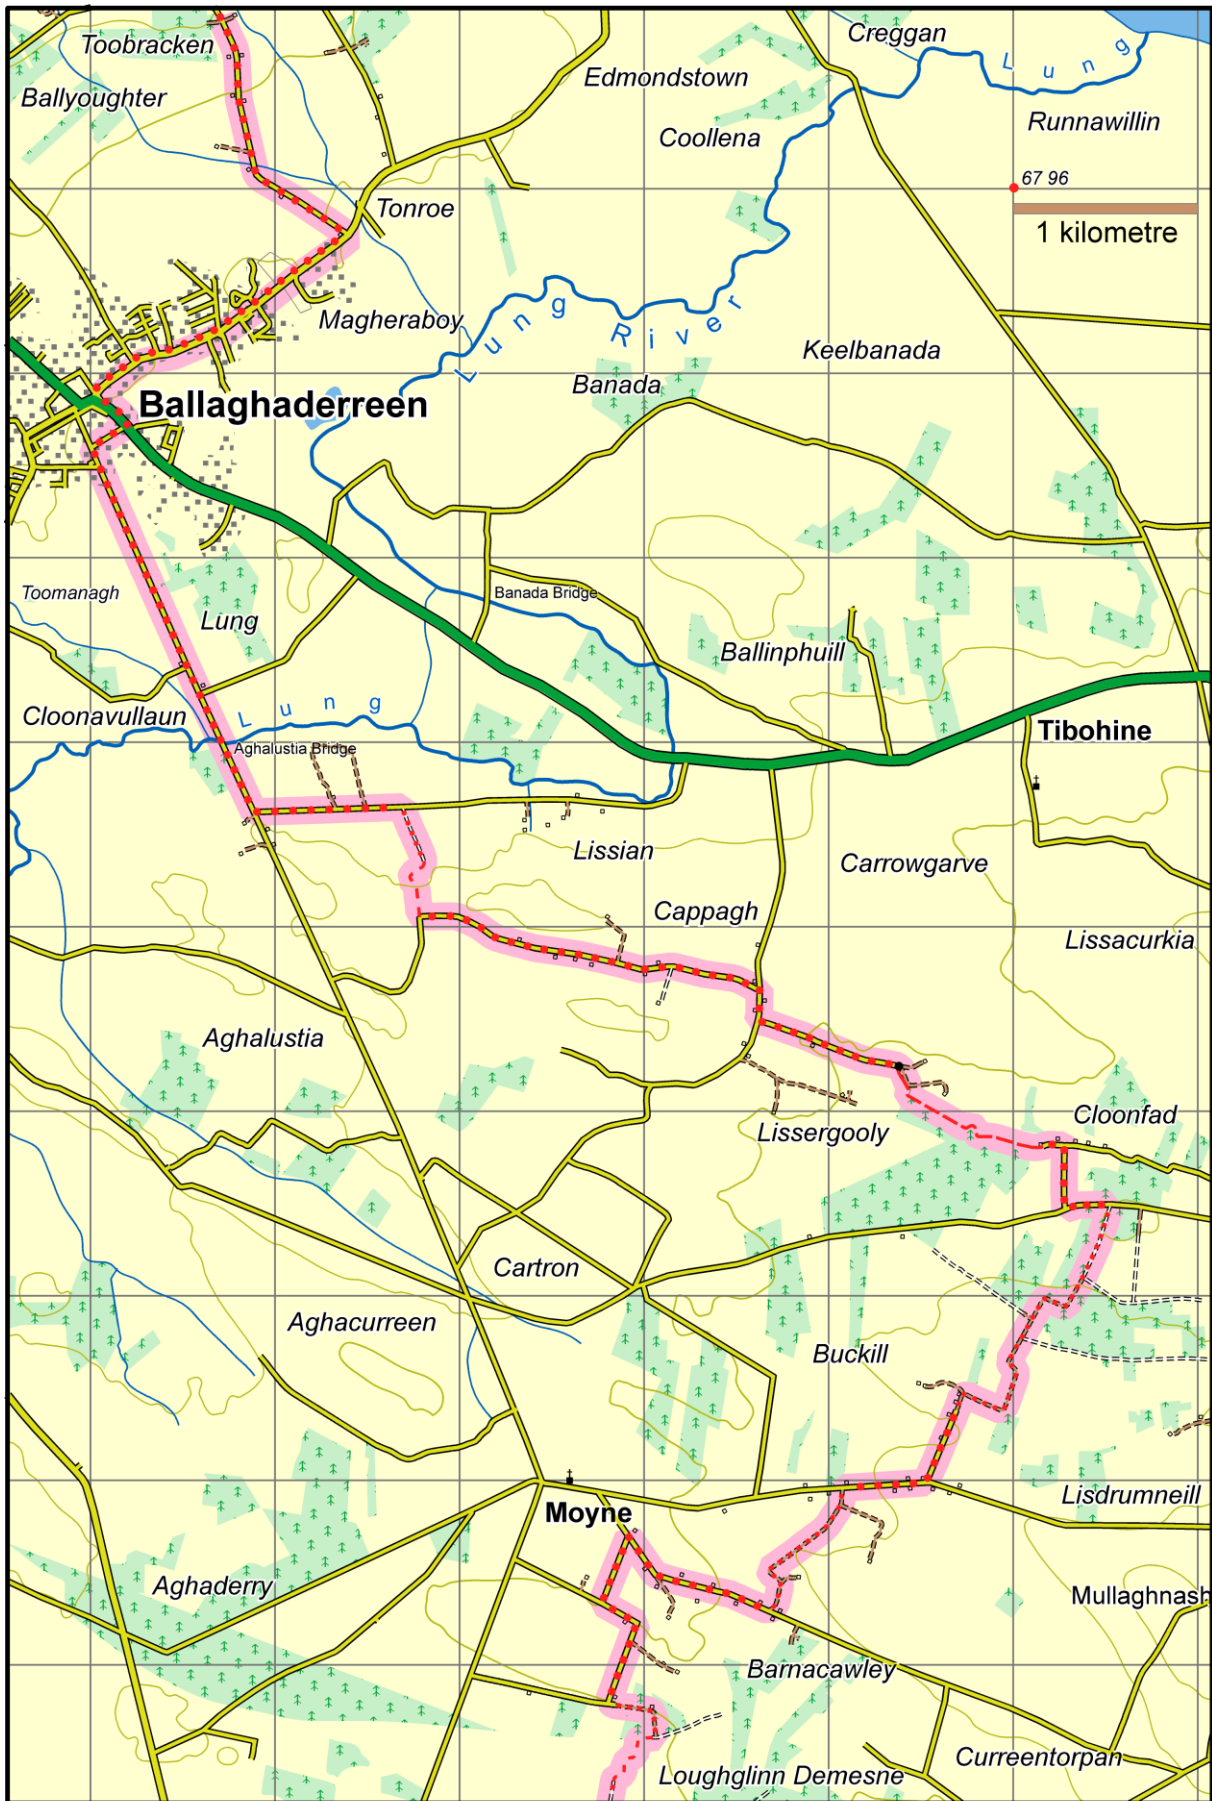 Creggan
Toobracken
Lung
Edmondstown
Ballyoughter
Runnawillin
Coollena
67 96
Tonroe
1 kilometre
Magheraboy
Lung River
Keelbanada
Banada
Ballaghaderreen
Toomanagh
Banada Bridge
Lung
Ballinphuill
Cloonavullaun
Lung
Tibohine
Aghalustia Bridge
Lissian
Carrowgarve
Cappagh
Lissacurkia
Aghalustia
Cloonfad
Lissergooly
Cartron
Aghacurreen
Buckill
Lisdrumneill
Moyne
Aghaderry
Mullaghnash
Barnacawley
Curreentorpan
Loughglinn Demesne